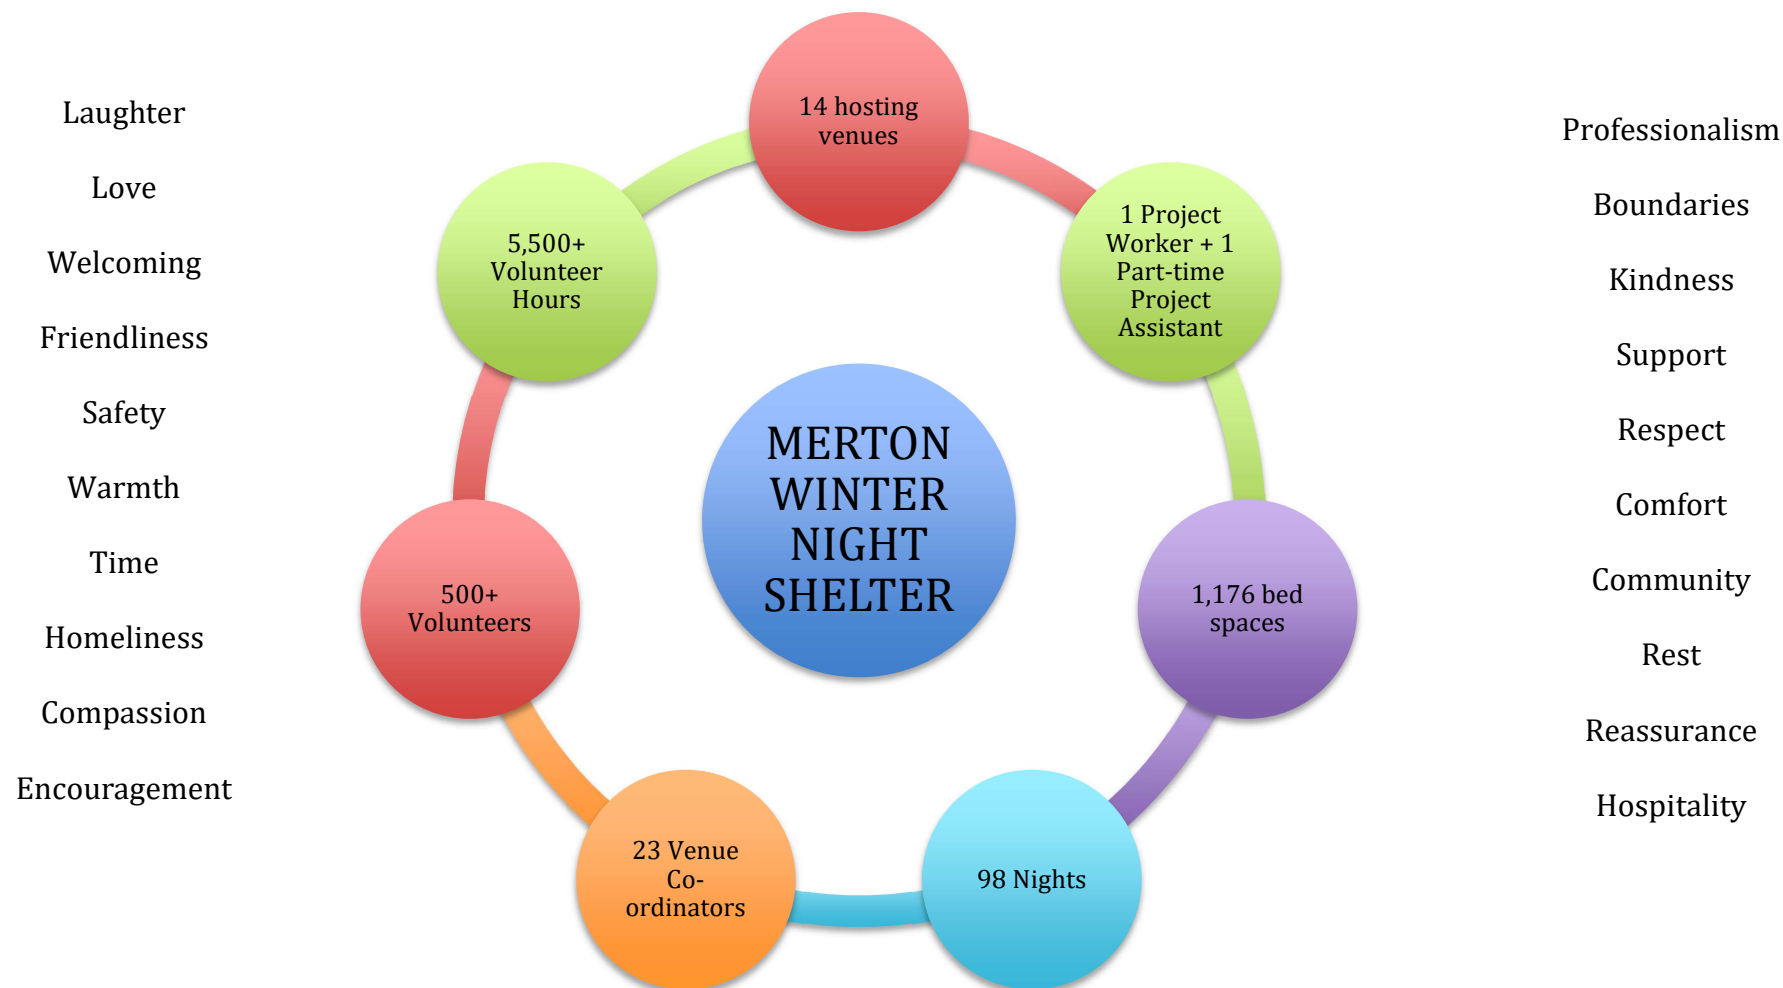 Laughter
Love
Welcoming
Friendliness
Safety
Warmth
Time
Homeliness
Compassion
Encouragement
14 hosting
venues
1 Project
Worker + 1
Part-time
Project
Assistant
1,176 bed
spaces
98 Nights
23 Venue
Co-
ordinators
500+
Volunteers
5,500+
Volunteer
Hours
MERTON
WINTER
NIGHT
SHELTER
Professionalism
Boundaries
Kindness
Support
Respect
Comfort
Community
Rest
Reassurance
Hospitality